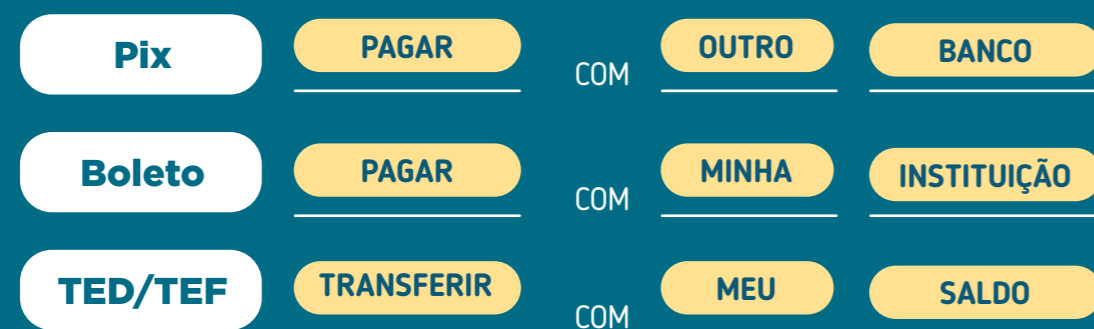 Pix PAGAR COM OUTRO BANCO
Boleto PAGAR COM MINHA INSTITUIÇÃO
TED/TEF TRANSFERIR COM MEU SALDO